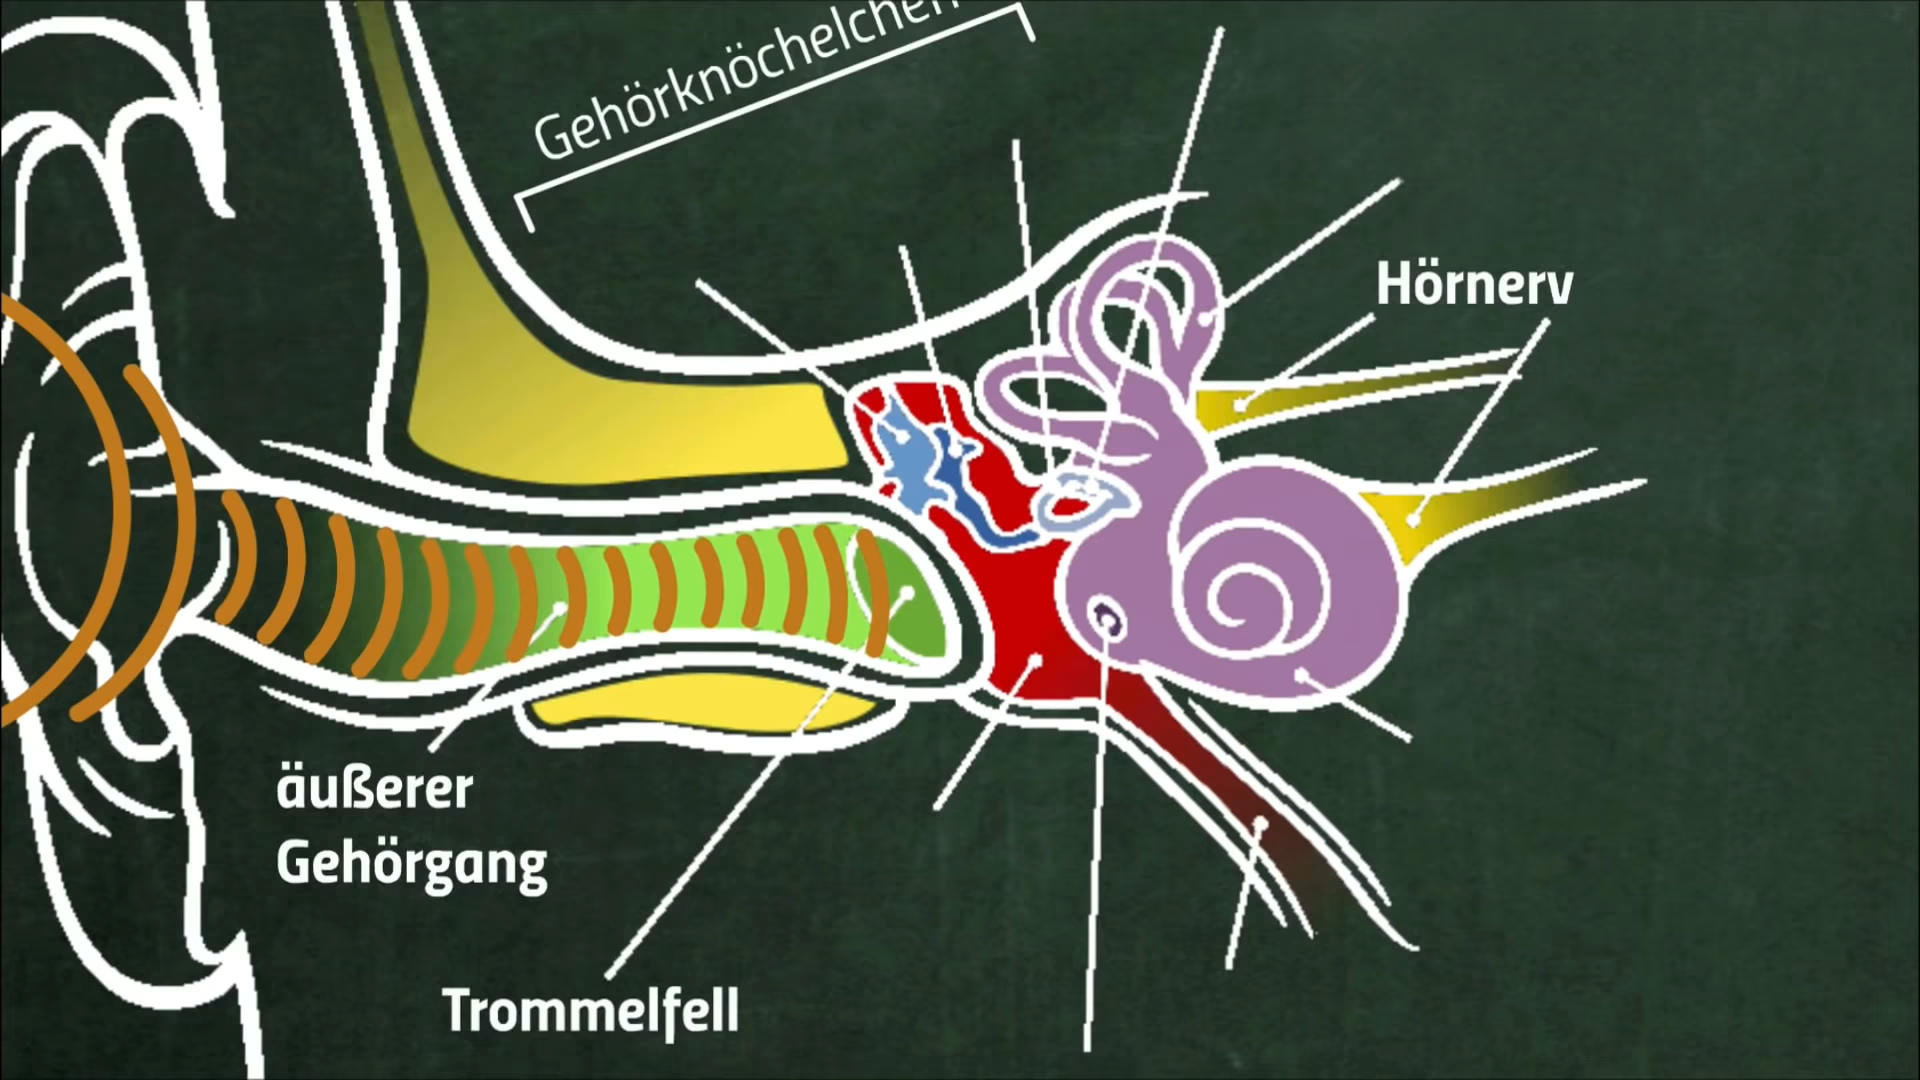 Gehörknöchelchen
Hörnerv
äußerer
Gehörgang
Trommelfell